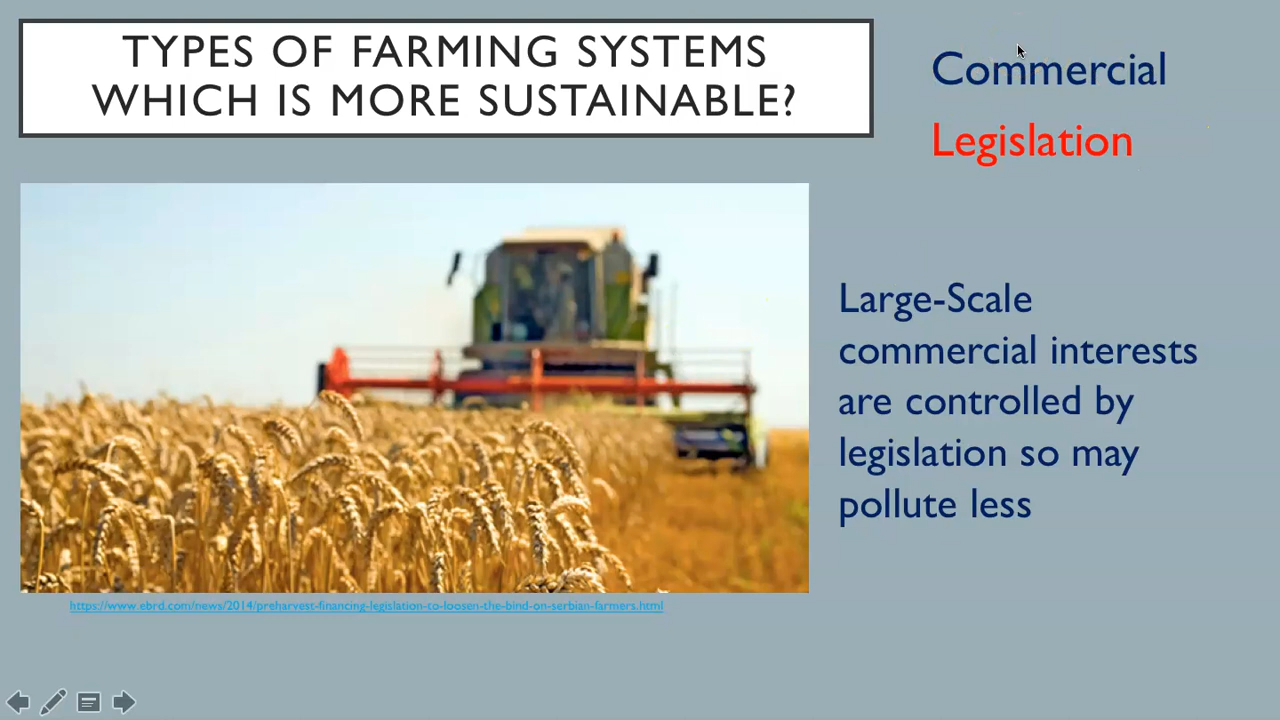 TYPES OF FARMING SYSTEMS
WHICH IS MORE SUSTAINABLE?
Commercial
Legislation
Large-Scale
commercial interests
are controlled by
legislation so may
pollute less
https://www.ebrd.com/news/2014/preharvest-financing-legislation-to-loosen-the-bind-on-serbian-farmers.html